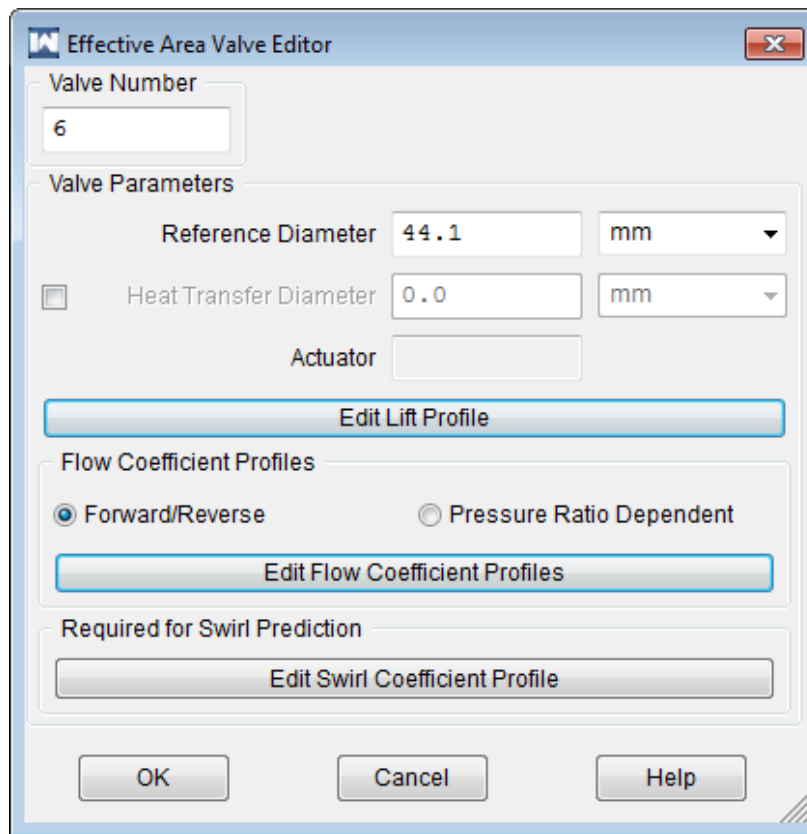 Effective Area Valve Editor
Valve Number
6
Valve Parameters
Reference Diameter 44.1 mm
Heat Transfer Diameter 0.0 mm
Actuator
Edit Lift Profile
Flow Coefficient Profiles
Forward/Reverse Pressure Ratio Dependent
Edit Flow Coefficient Profiles
Required for Swirl Prediction
Edit Swirl Coefficient Profile
OK Cancel Help